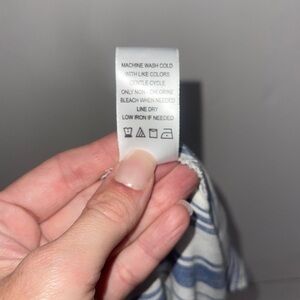 MACHINE WASH COLD
WITH LIKE COLORS
GENTLE CYCLE
ONLY NON - CHLORINE
BLEACH WHEN NEEDED
LINE DRY
LOW IRON IF NEEDED